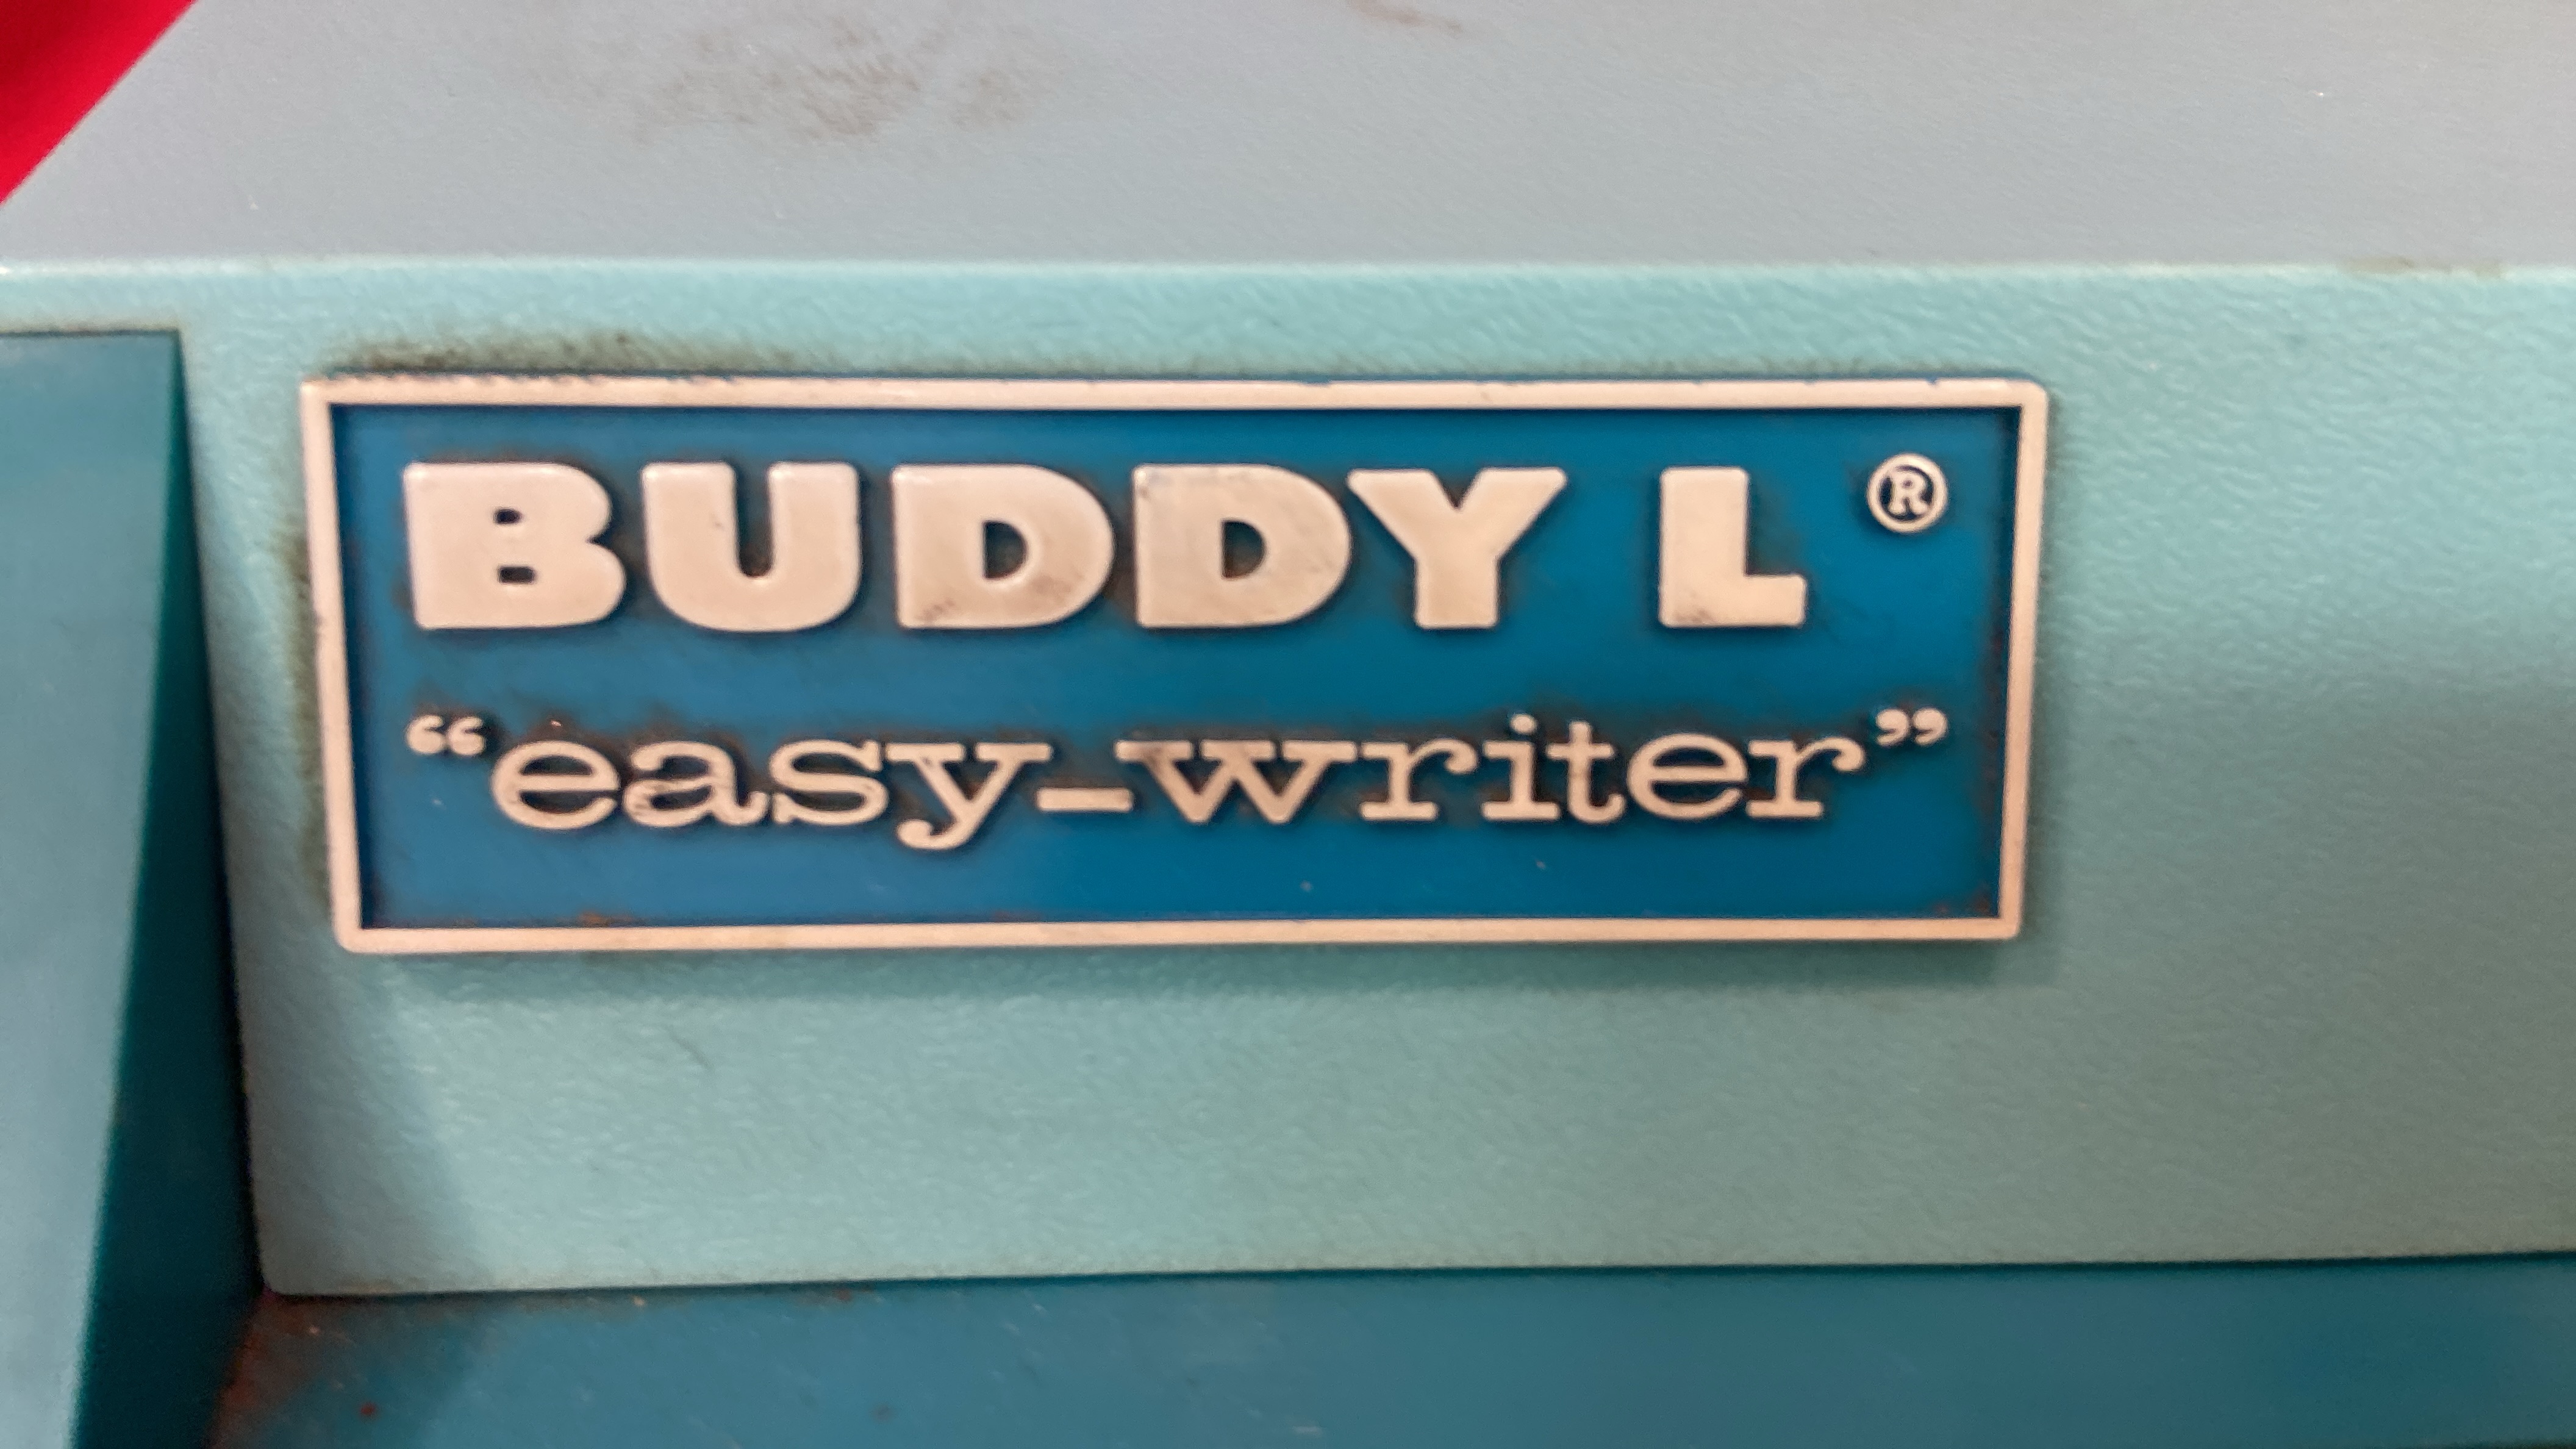 BUDDY L ®
“easy-writer”